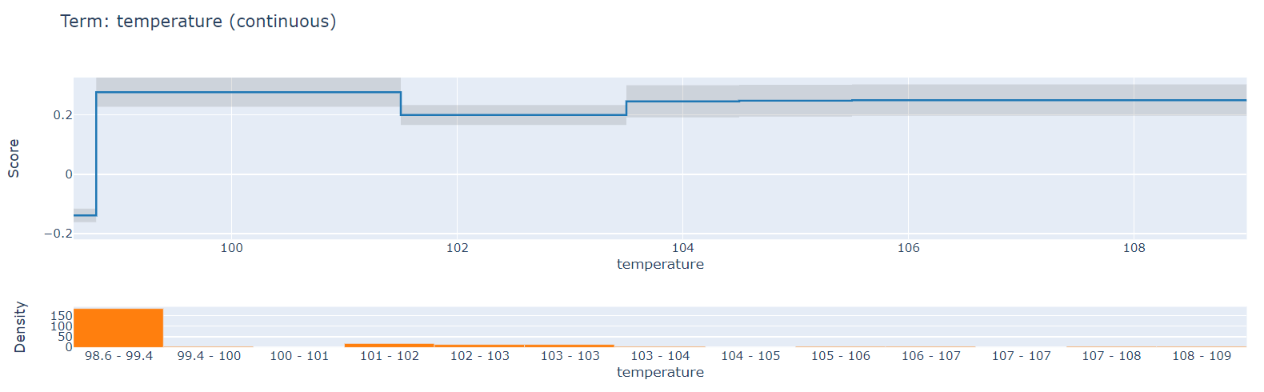 Term: temperature (continuous)
Score
0.2
0
−0.2
100 102 104 106 108
temperature
Density
150
100
50
0
98.6 - 99.4 99.4 - 100 100 - 101 101 - 102 102 - 103 103 - 103 103 - 104 104 - 105 105 - 106 106 - 107 107 - 107 107 - 108 108 - 109
temperature